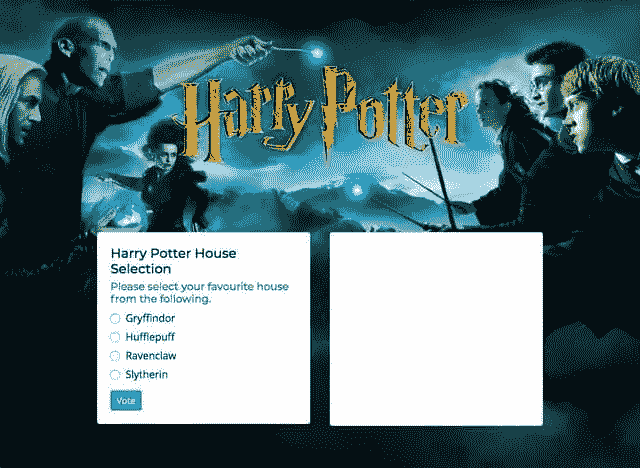 Harry Potter
Harry Potter House
Selection
Please select your favourite house
from the following.
Gryffindor
Hufflepuff
Ravenclaw
Slytherin
Vote